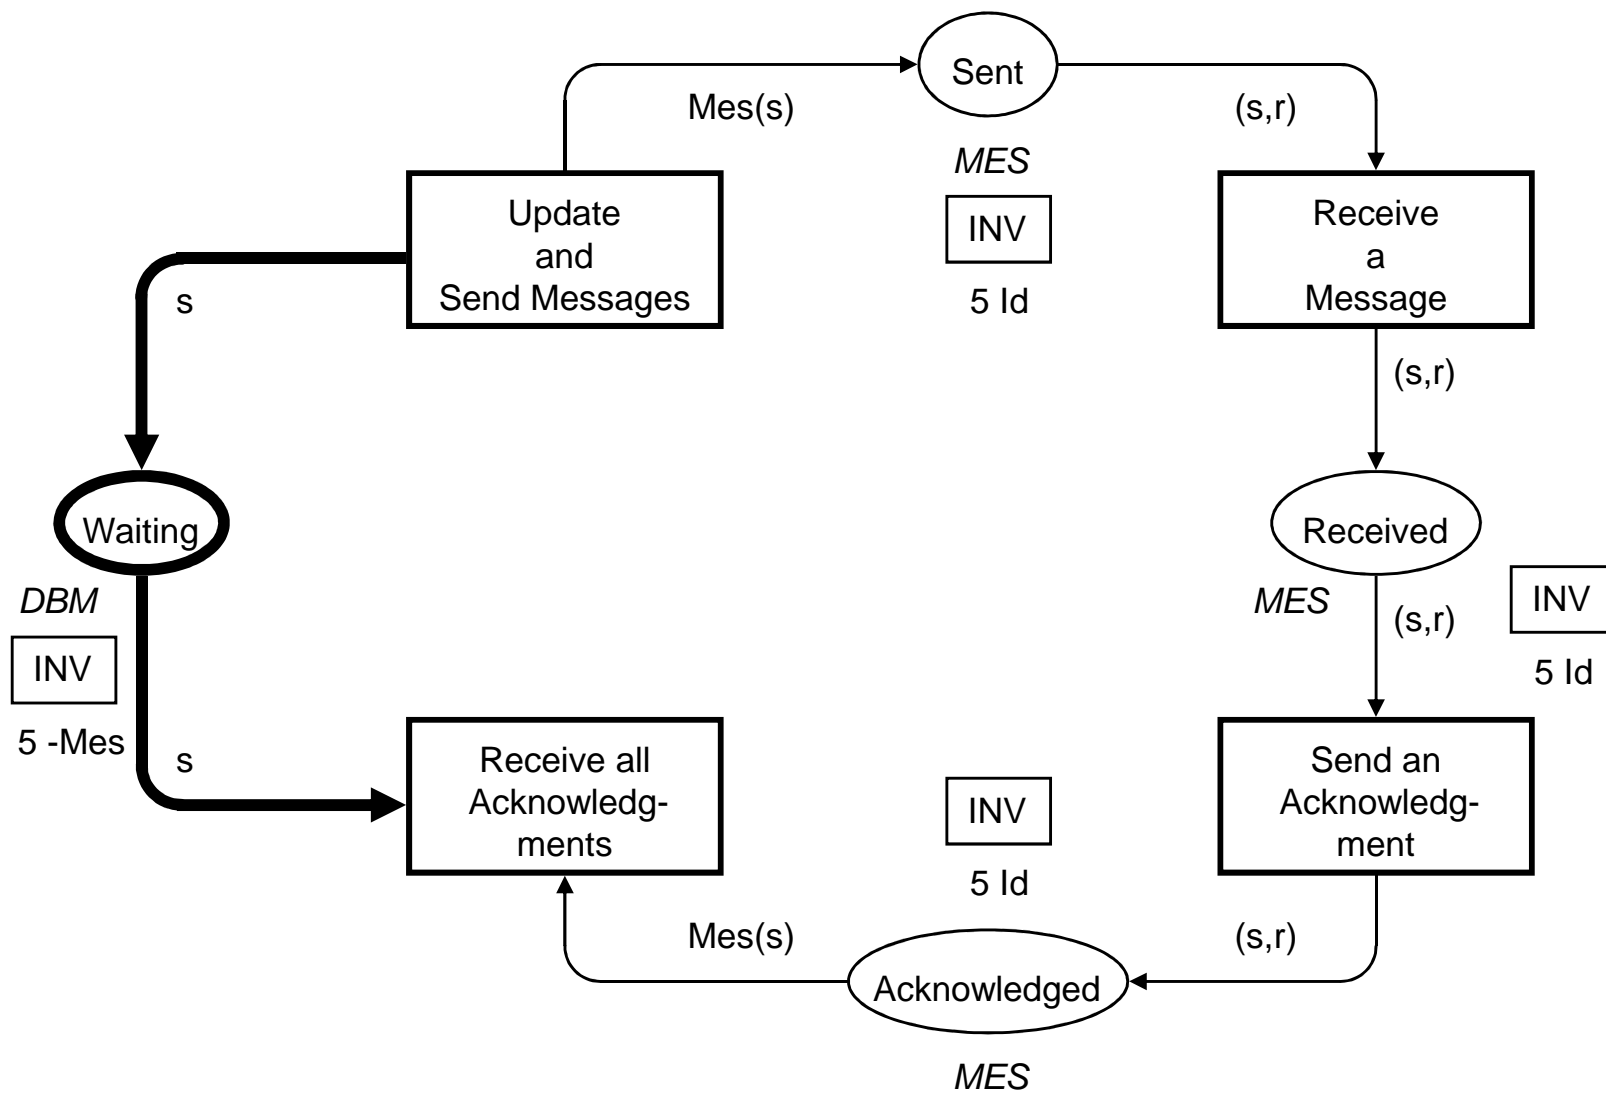 Sent
Mes(s)
(s,r)
MES
INV
5 Id
Update
and
Send Messages
Receive
a
Message
s
(s,r)
Waiting
Received
DBM
MES
(s,r)
INV
5 Id
INV
5 -Mes
s
Receive all
Acknowledg-
ments
INV
5 Id
Send an
Acknowledg-
ment
Mes(s)
(s,r)
Acknowledged
MES